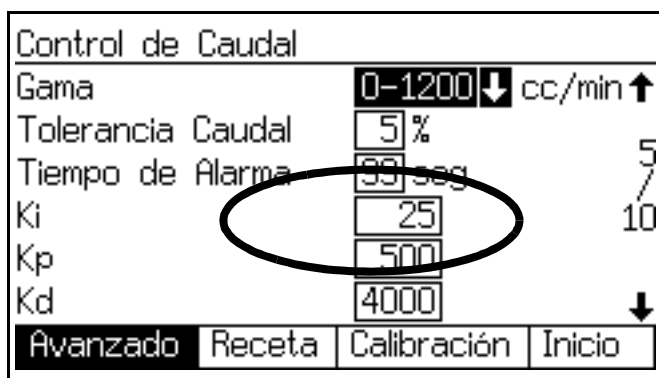 Control de Caudal
Gama 0-1200 cc/min
Tolerancia Caudal 5 %
Tiempo de Alarma 99 seg
5/10
Ki 25
Kp 500
Kd 4000
Avanzado Receta Calibración Inicio